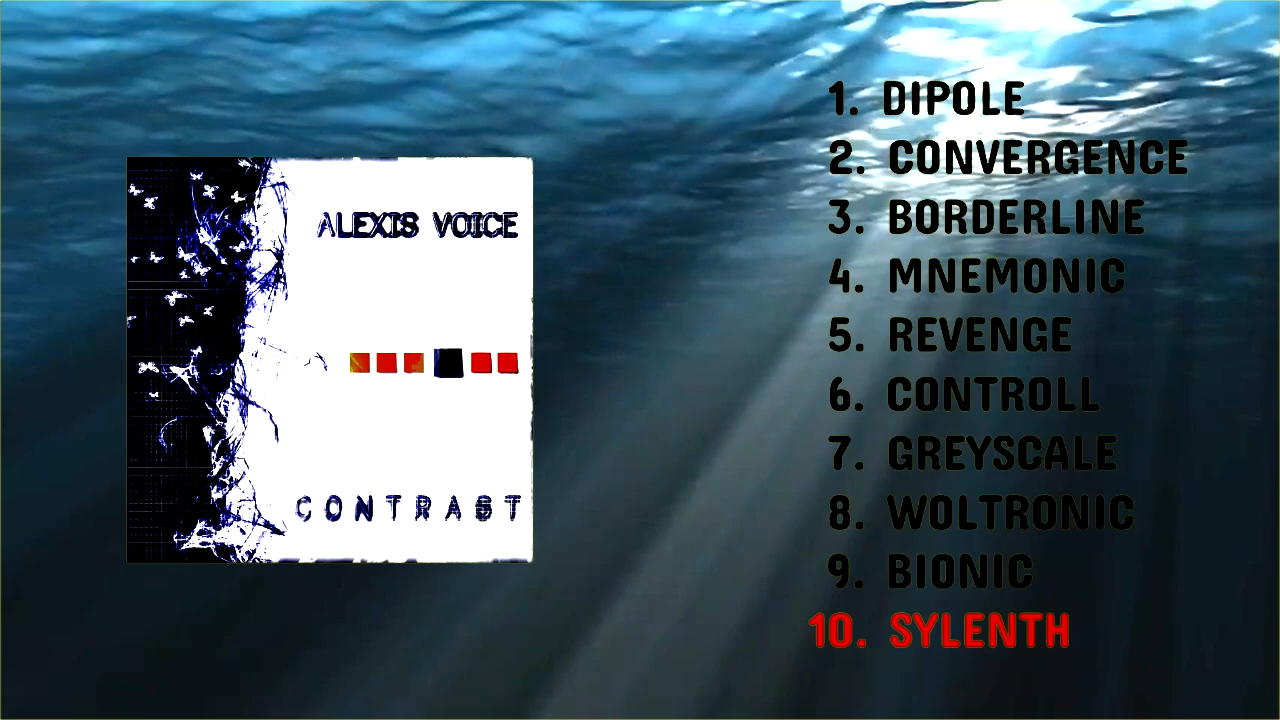 ALEXIS VOICE
CONTRAST
1. DIPOLE
2. CONVERGENCE
3. BORDERLINE
4. MNEMONIC
5. REVENGE
6. CONTROLL
7. GREYSCALE
8. WOLTRONIC
9. BIONIC
10. SYLENTH